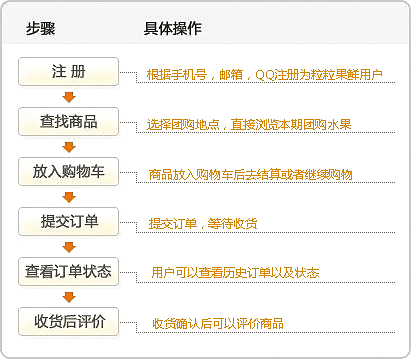 步骤 具体操作
注 册 根据手机号，邮箱，QQ注册为粒粒果鲜用户
查找商品 选择团购地点，直接浏览本期团购水果
放入购物车 商品放入购物车后去结算或者继续购物
提交订单 提交订单，等待收货
查看订单状态 用户可以查看历史订单以及状态
收货后评价 收货确认后可以评价商品